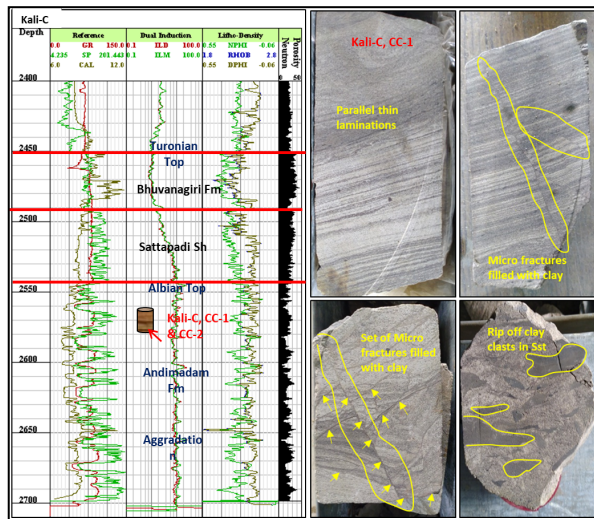 Kali-C
Depth
Reference
Dual Induction
Litho-Density
Neutron Porosity
0.0 GR 150.0
0.1 ILD 100.0
0.55 NPHI -0.06
4.235 SP 201.443
0.1 ILM 100.0
1.8 RHOB 2.8
6.0 CAL 12.0
0.55 DPHI -0.06
0 50
2400
Turonian
Top
2450
Bhuvanagiri Fm
2500
Sattapadi Sh
Albian Top
2550
Kali-C, CC-1
& CC-2
2600
Andimadam
Fm
2650
Aggradatio
n
2700
Kali-C, CC-1
Parallel thin
laminations
Micro fractures
filled with clay
Set of Micro
fractures filled
with clay
Rip off clay
clasts in Sst